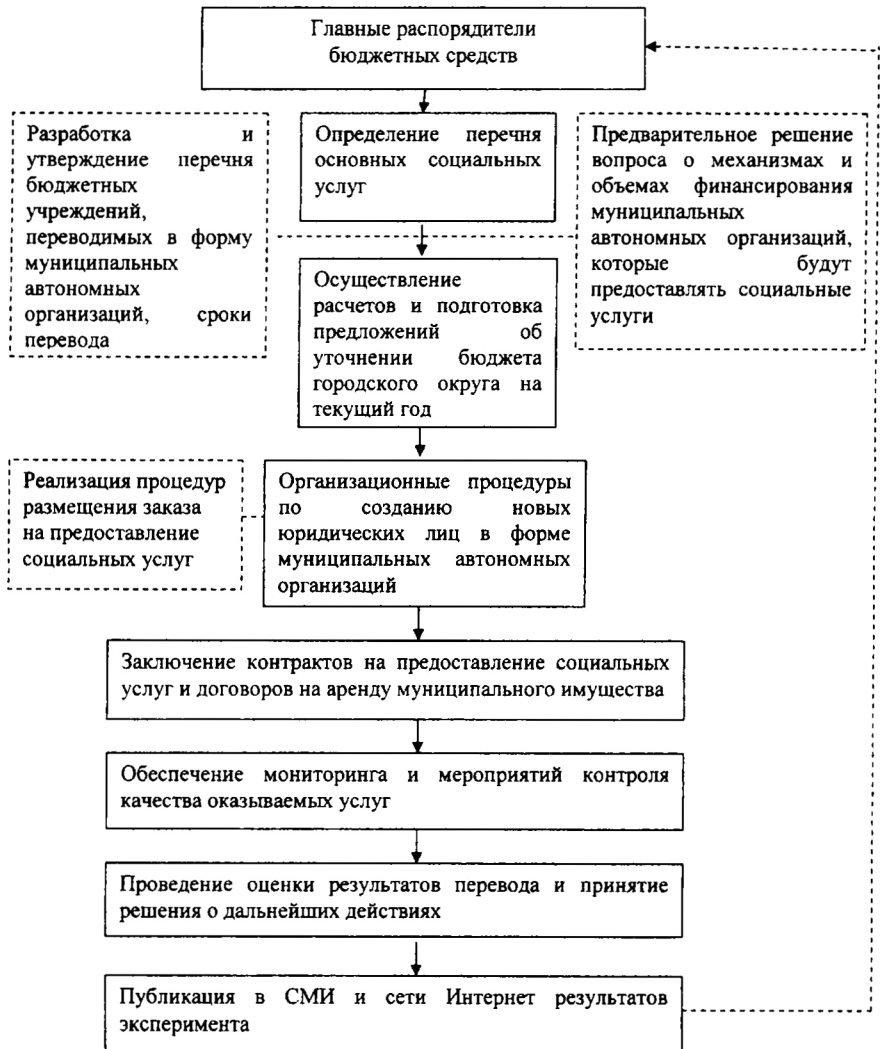 Главные распорядители
бюджетных средств
Разработка и
утверждение перечня
бюджетных
учреждений,
переводимых в форму
муниципальных
автономных
организаций, сроки
перевода
Определение перечня
основных социальных
услуг
Предварительное решение
вопроса о механизмах и
объемах финансирования
муниципальных
автономных организаций,
которые будут
предоставлять социальные
услуги
Осуществление
расчетов и подготовка
предложений об
уточнении бюджета
городского округа на
текущий год
Реализация процедур
размещения заказа
на предоставление
социальных услуг
Организационные процедуры
по созданию новых
юридических лиц в форме
муниципальных автономных
организаций
Заключение контрактов на предоставление социальных
услуг и договоров на аренду муниципального имущества
Обеспечение мониторинга и мероприятий контроля
качества оказываемых услуг
Проведение оценки результатов перевода и принятие
решения о дальнейших действиях
Публикация в СМИ и сети Интернет результатов
эксперимента